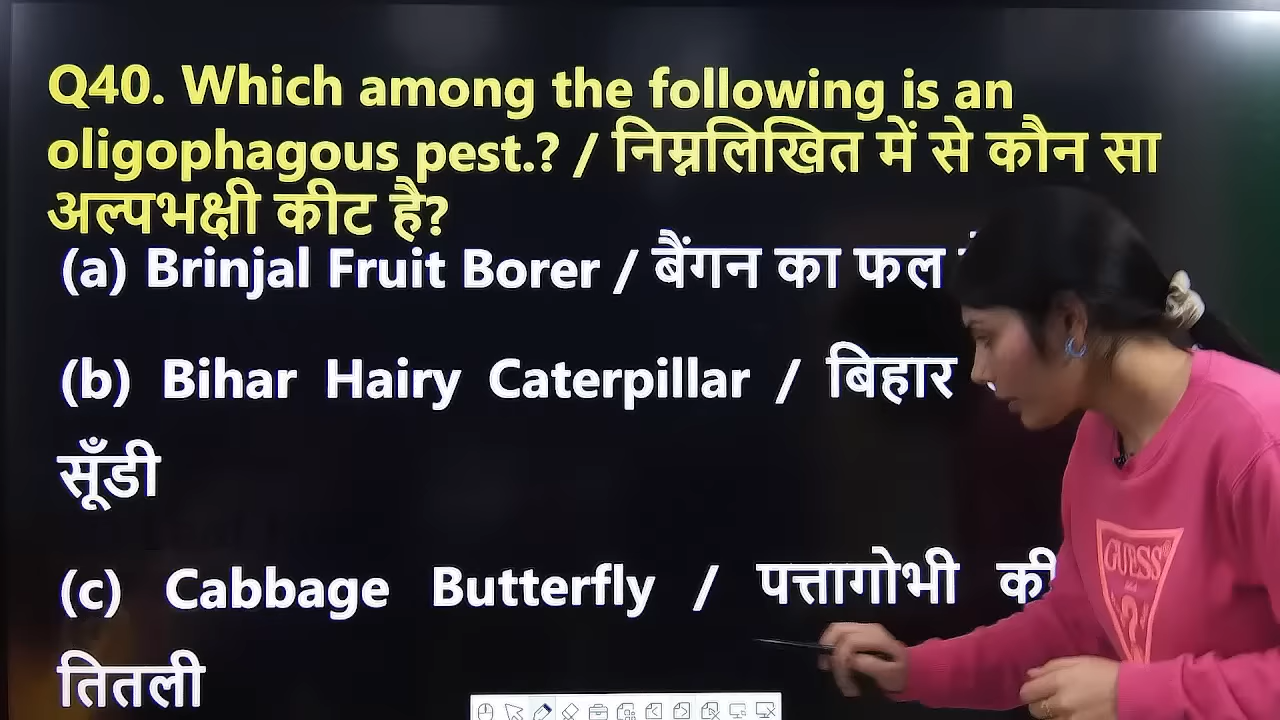 Q40. Which among the following is an
oligophagous pest.? / निम्नलिखित में से कौन सा
अल्पभक्षी कीट है?
(a) Brinjal Fruit Borer / बैंगन का फल
(b) Bihar Hairy Caterpillar / बिहार
सूँडी
(c) Cabbage Butterfly / पत्तागोभी की
तितली
GUESS
?